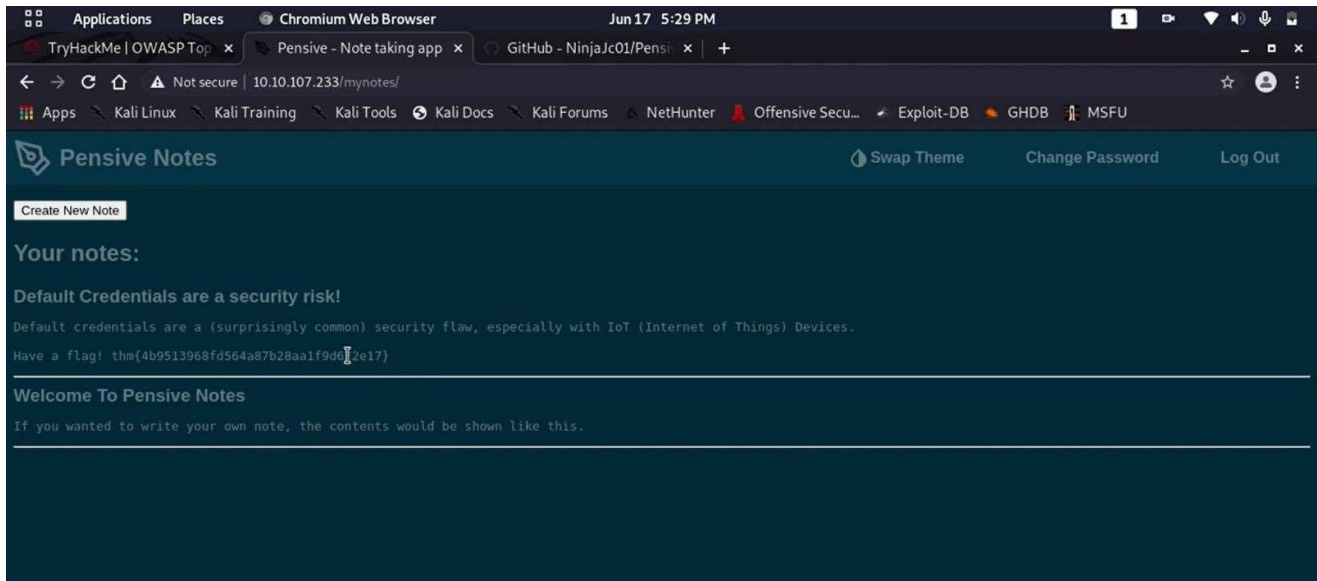 Applications Places Chromium Web Browser Jun 17 5:29 PM 1
TryHackMe | OWASP Top Pensive - Note taking app GitHub - NinjaJc01/Pensi
Not secure | 10.10.107.233/mynotes/
Apps Kali Linux Kali Training Kali Tools Kali Docs Kali Forums NetHunter Offensive Secu... Exploit-DB GHDB MSFU
Pensive Notes Swap Theme Change Password Log Out
Create New Note
Your notes:
Default Credentials are a security risk!
Default credentials are a (surprisingly common) security flaw, especially with IoT (Internet of Things) Devices.
Have a flag!
Welcome To Pensive Notes
If you wanted to write your own note, the contents would be shown like this.